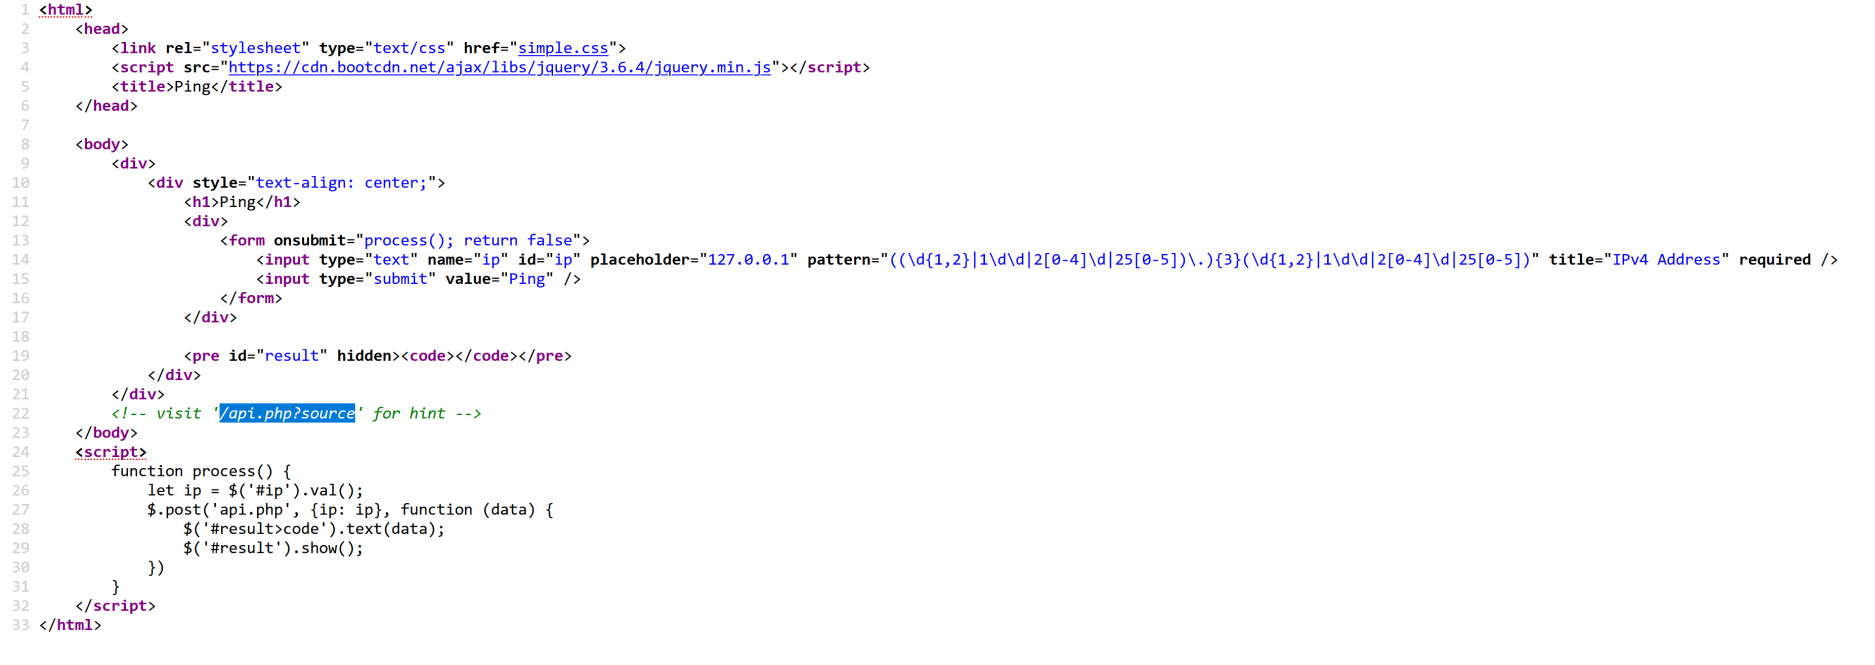 1 <html>
2 <head>
3 <link rel="stylesheet" type="text/css" href="simple.css">
4 <script src="https://cdn.bootcdn.net/ajax/libs/jquery/3.6.4/jquery.min.js"></script>
5 <title>Ping</title>
6 </head>
7
8 <body>
9 <div>
10 <div style="text-align: center;">
11 <h1>Ping</h1>
12 <div>
13 <form onsubmit="process(); return false">
14 <input type="text" name="ip" id="ip" placeholder="127.0.0.1" pattern="((\d{1,2}|1\d\d|2[0-4]\d|25[0-5])\.){3}(\d{1,2}|1\d\d|2[0-4]\d|25[0-5])" title="IPv4 Address" required />
15 <input type="submit" value="Ping" />
16 </form>
17 </div>
18
19 <pre id="result" hidden><code></code></pre>
20 </div>
21 </div>
22 <!-- visit '/api.php?source' for hint -->
23 </body>
24 <script>
25 function process() {
26 let ip = $('#ip').val();
27 $.post('api.php', {ip: ip}, function (data) {
28 $('#result>code').text(data);
29 $('#result').show();
30 })
31 }
32 </script>
33 </html>